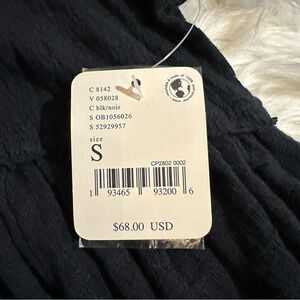 C 8142
V 058028
C blk/noir
S OB1056026
S 52929957
size
S
CP2802 0002
1 93465 93200 6
$68.00 USD